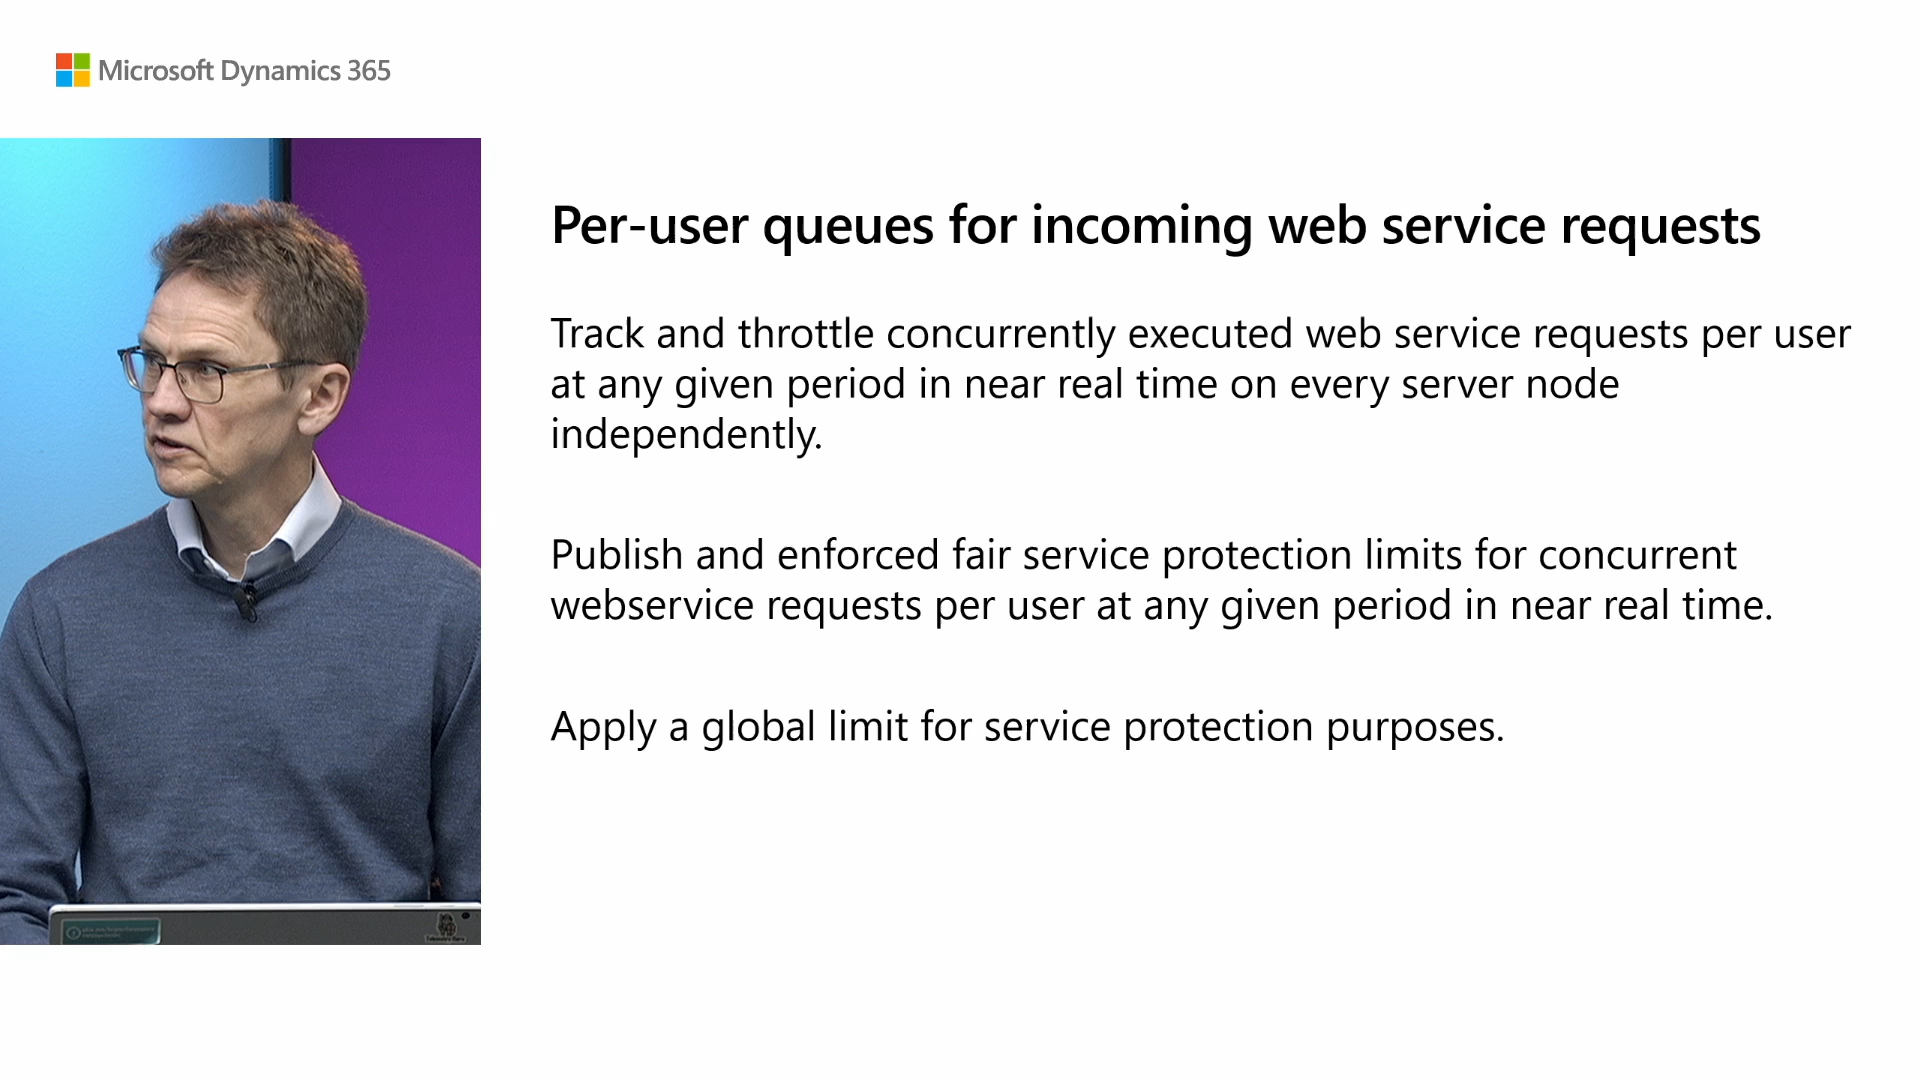 Microsoft Dynamics 365
Per-user queues for incoming web service requests
Track and throttle concurrently executed web service requests per user
at any given period in near real time on every server node
independently.
Publish and enforced fair service protection limits for concurrent
webservice requests per user at any given period in near real time.
Apply a global limit for service protection purposes.